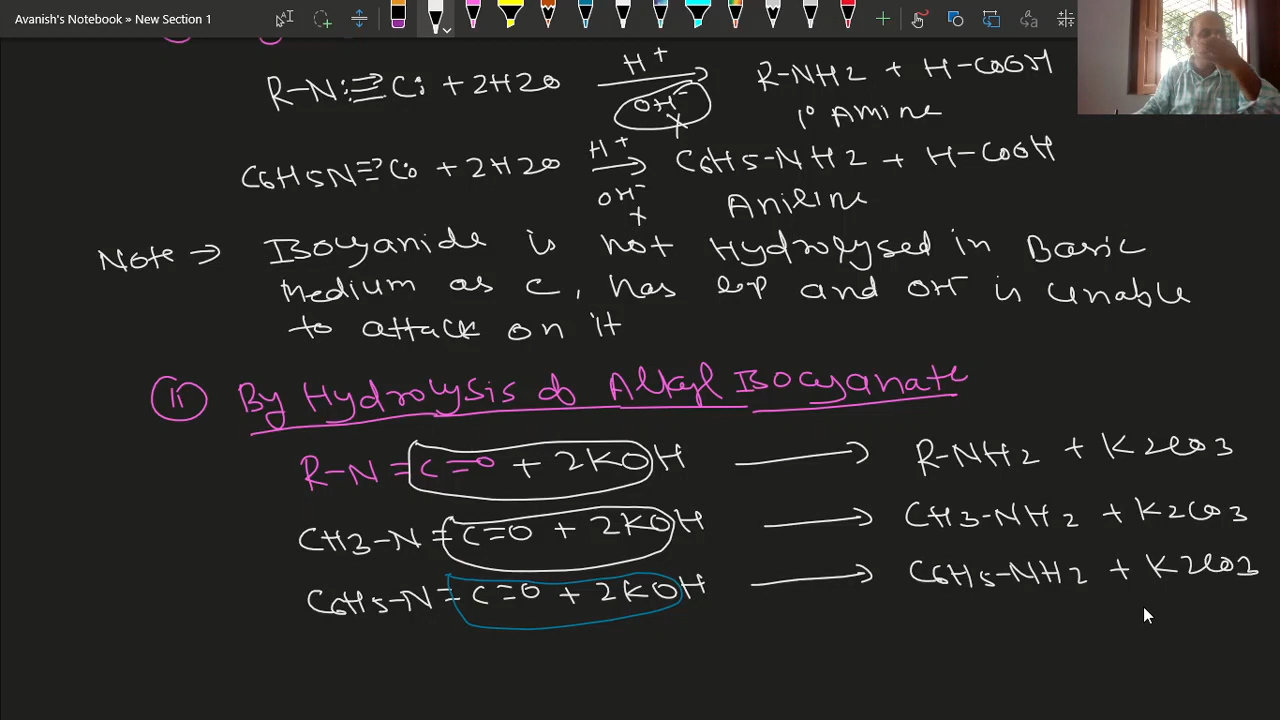 Avanish's Notebook » New Section 1
R-N≡C: + 2H2O H+ → OH- x R-NH2 + H-COOH
1° Amine
C6H5N≡C + 2H2O H+ → OH- x C6H5-NH2 + H-COOH
Aniline
Note ⇒ Isocyanide is not Hydrolysed in Basic
medium as C, has l.p and OH- is unable
to attack on it
(ii) By Hydrolysis of Alkyl Isocyanate
R-N=C=O + 2KOH → R-NH2 + K2CO3
CH3-N=C=O + 2KOH → CH3-NH2 + K2CO3
C6H5-N=C=O + 2KOH → C6H5-NH2 + K2CO3